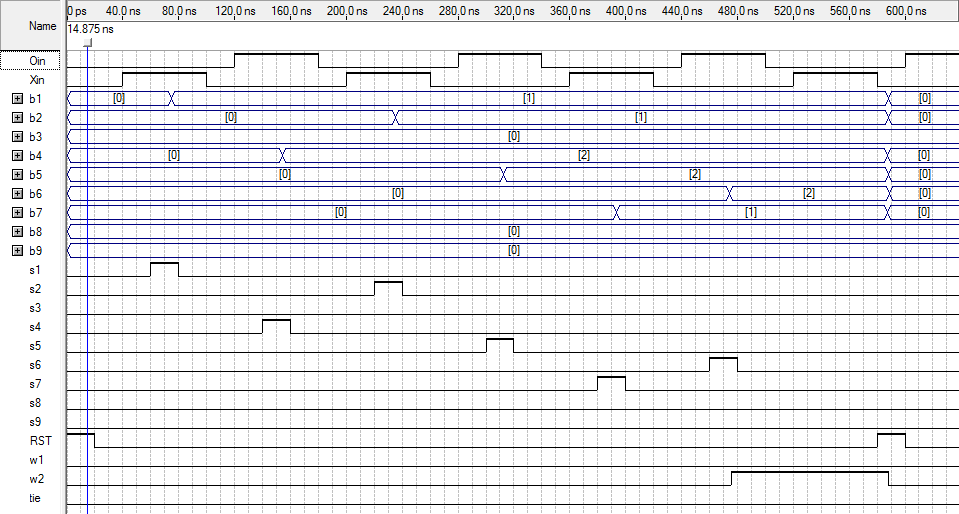 Name
0 ps 40.0 ns 80.0 ns 120.0 ns 160.0 ns 200.0 ns 240.0 ns 280.0 ns 320.0 ns 360.0 ns 400.0 ns 440.0 ns 480.0 ns 520.0 ns 560.0 ns 600.0 ns
14.875 ns
Oin
Xin
b1 [0] [1] [0]
b2 [0] [1] [0]
b3 [0]
b4 [0] [2] [0]
b5 [0] [2] [0]
b6 [0] [2] [0]
b7 [0] [1] [0]
b8 [0]
b9 [0]
s1
s2
s3
s4
s5
s6
s7
s8
s9
RST
w1
w2
tie